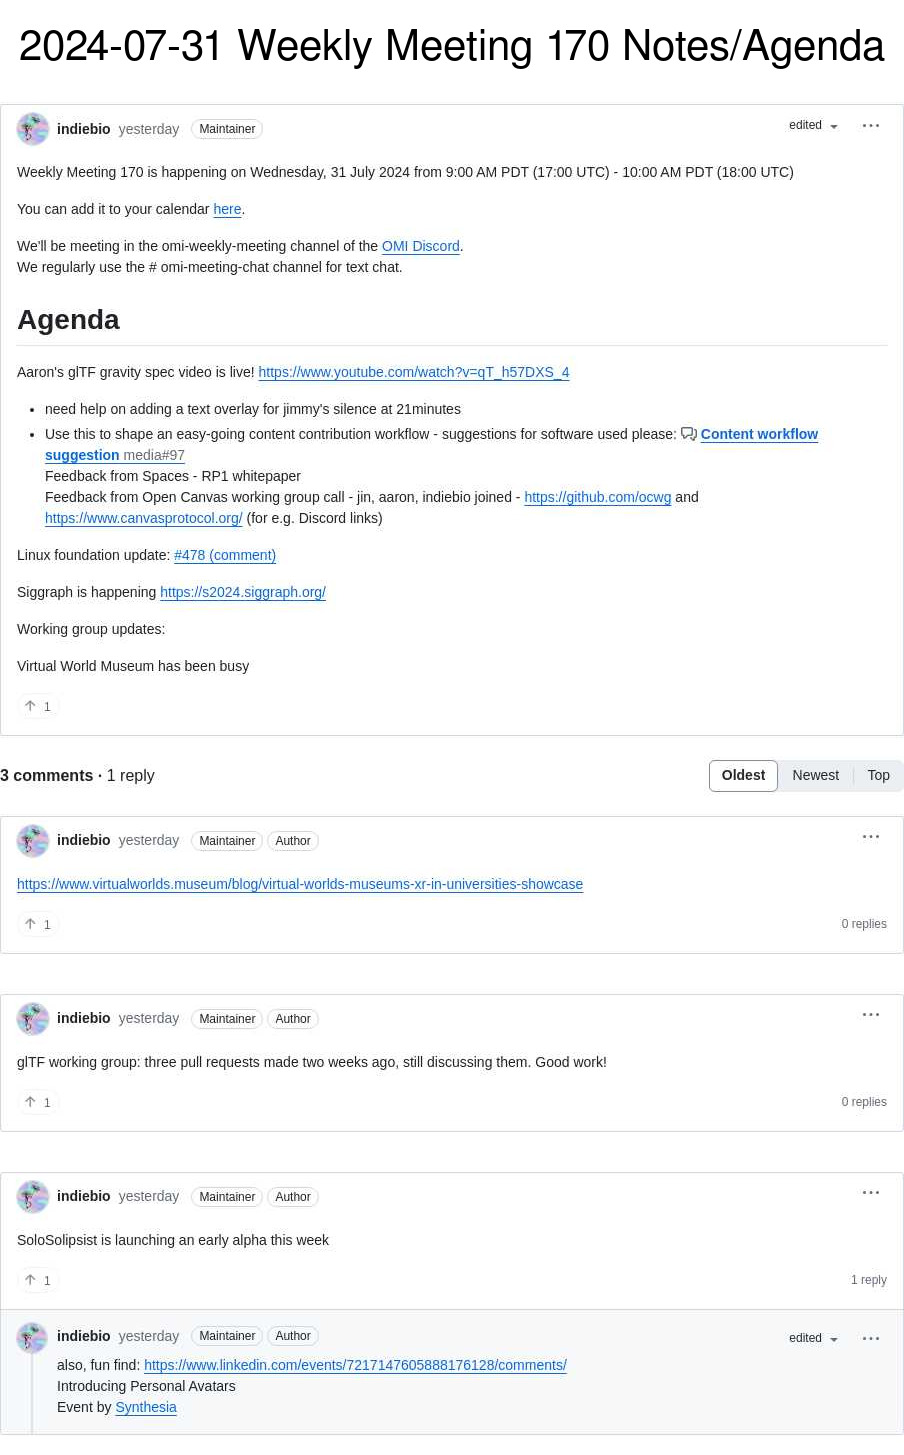 2024-07-31 Weekly Meeting 170 Notes/Agenda
indiebio yesterday Maintainer edited
Weekly Meeting 170 is happening on Wednesday, 31 July 2024 from 9:00 AM PDT (17:00 UTC) - 10:00 AM PDT (18:00 UTC)
You can add it to your calendar here.
We'll be meeting in the omi-weekly-meeting channel of the OMI Discord.
We regularly use the # omi-meeting-chat channel for text chat.
Agenda
Aaron's glTF gravity spec video is live! https://www.youtube.com/watch?v=qT_h57DXS_4
• need help on adding a text overlay for jimmy's silence at 21minutes
• Use this to shape an easy-going content contribution workflow - suggestions for software used please: Content workflow
suggestion media#97
Feedback from Spaces - RP1 whitepaper
Feedback from Open Canvas working group call - jin, aaron, indiebio joined - https://github.com/ocwg and
https://www.canvasprotocol.org/ (for e.g. Discord links)
Linux foundation update: #478 (comment)
Siggraph is happening https://s2024.siggraph.org/
Working group updates:
Virtual World Museum has been busy
1
3 comments · 1 reply Oldest Newest Top
indiebio yesterday Maintainer Author
https://www.virtualworlds.museum/blog/virtual-worlds-museums-xr-in-universities-showcase
1 0 replies
indiebio yesterday Maintainer Author
glTF working group: three pull requests made two weeks ago, still discussing them. Good work!
1 0 replies
indiebio yesterday Maintainer Author
SoloSolipsist is launching an early alpha this week
1 1 reply
indiebio yesterday Maintainer Author edited
also, fun find: https://www.linkedin.com/events/7217147605888176128/comments/
Introducing Personal Avatars
Event by Synthesia